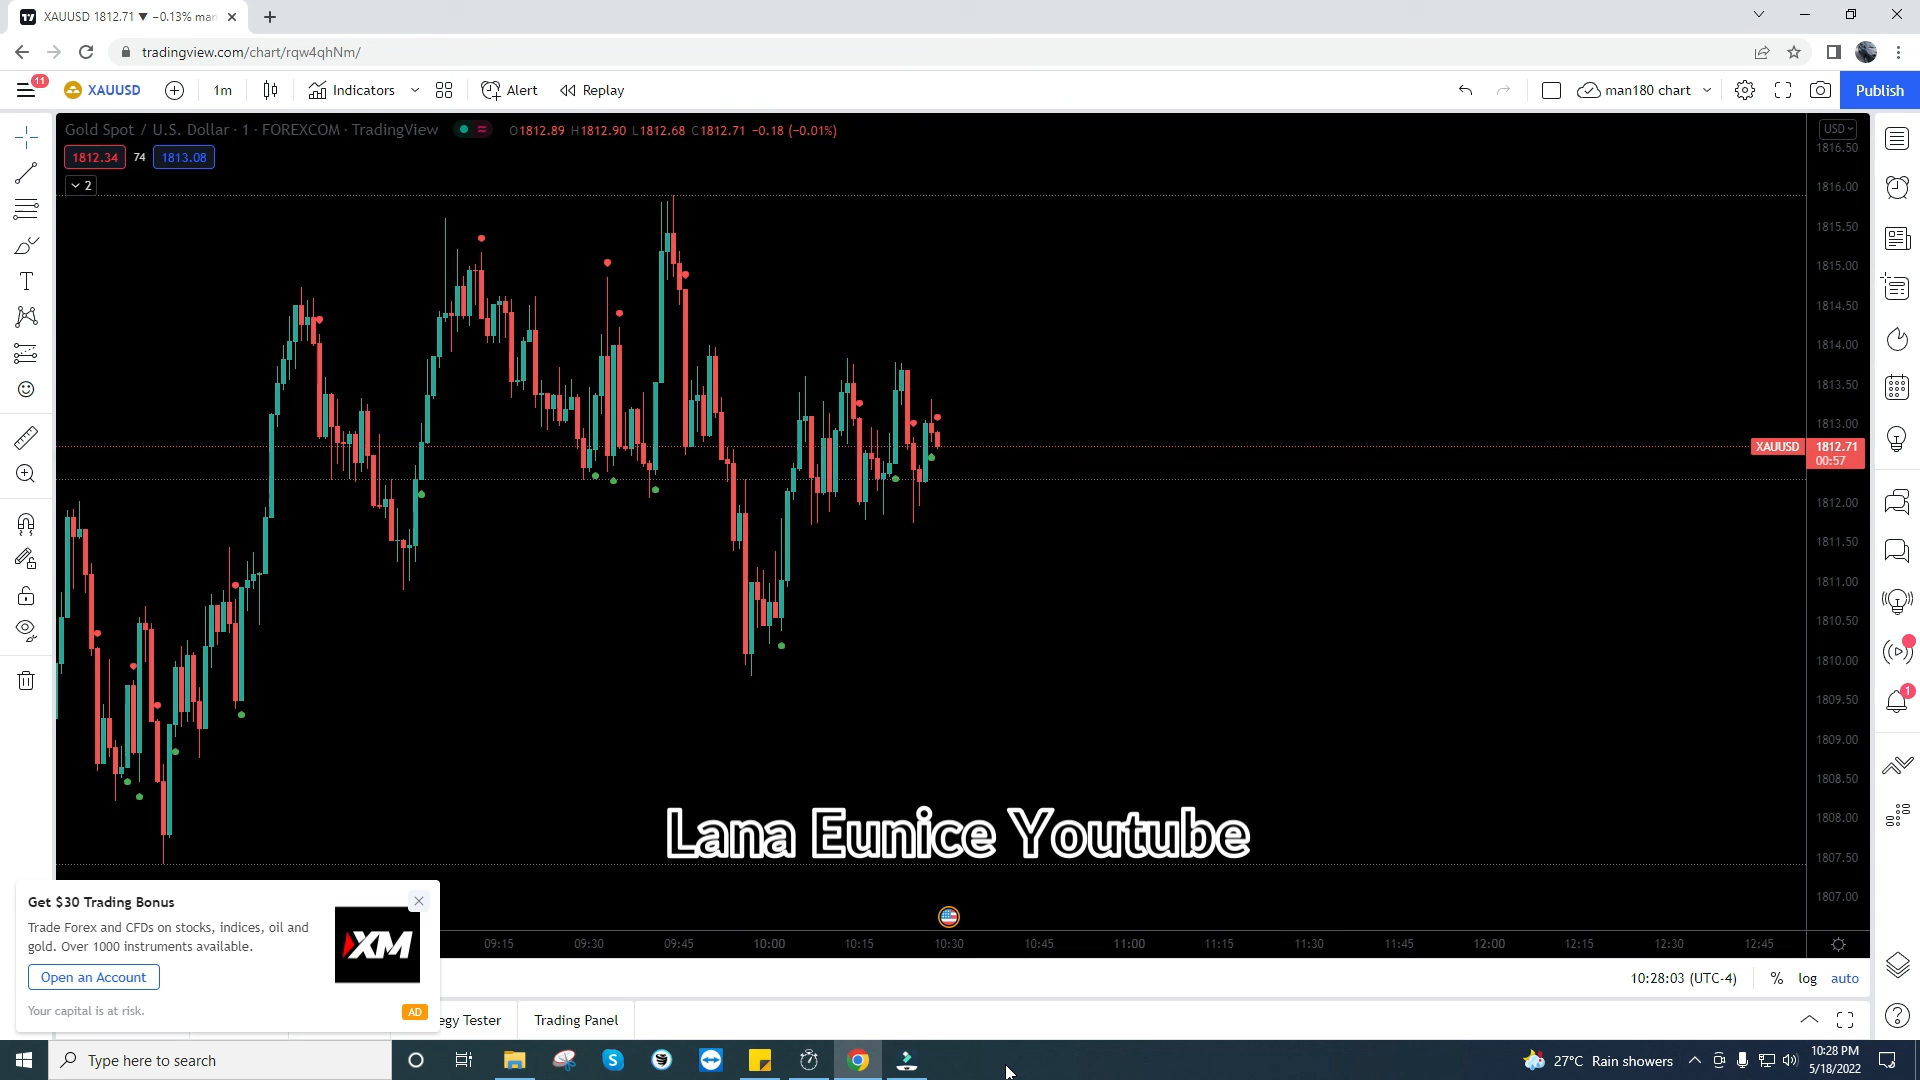 XAUUSD 1812.71 ▼ −0.13% man
tradingview.com/chart/rqw4qhNm/
11
XAUUSD
1m
Indicators
Alert
Replay
man180 chart
Publish
Gold Spot / U.S. Dollar · 1 · FOREXCOM · TradingView
O1812.89 H1812.90 L1812.68 C1812.71 −0.18 (−0.01%)
1812.34
74
1813.08
2
USD
1816.50
1816.00
1815.50
1815.00
1814.50
1814.00
1813.50
1813.00
XAUUSD
1812.71
00:57
1812.00
1811.50
1811.00
1810.50
1810.00
1809.50
1809.00
1808.50
1808.00
1807.50
1807.00
1
Lana Eunice Youtube
Get $30 Trading Bonus
Trade Forex and CFDs on stocks, indices, oil and
gold. Over 1000 instruments available.
Open an Account
Your capital is at risk.
XM
AD
09:15
09:30
09:45
10:00
10:15
10:30
10:45
11:00
11:15
11:30
11:45
12:00
12:15
12:30
12:45
10:28:03 (UTC-4)
%
log
auto
egy Tester
Trading Panel
Type here to search
27°C Rain showers
10:28 PM
5/18/2022